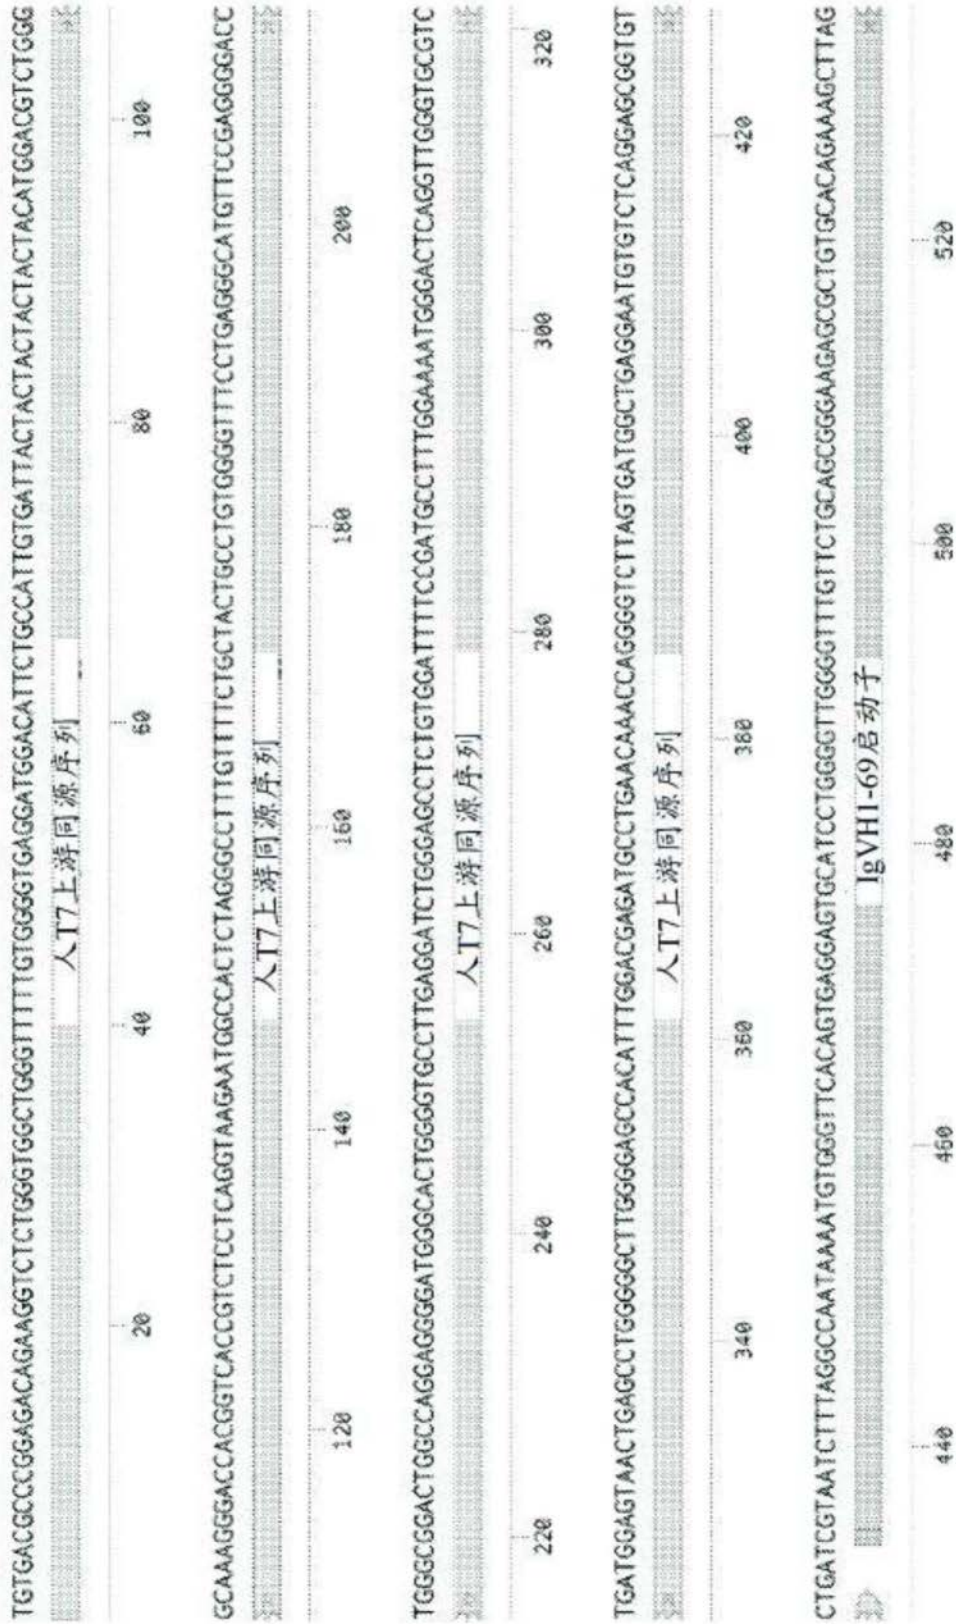 TGTGACGCCCGGAGACAGAAGGTCTCTGGGTGGCTGGGTTTTTGTGGGGTGAGGATGGACATTCTGCCATTGTGATTACTACTACTACTACTACATGGACGTCTGGG
人T7上游同源序列
20 40 60 80 100
GCAAAGGGACCACGGTCACCGTCTCCTCAGGTAAGAATGGCCACTCTAGGGCCTTTGTTTTCTGCTACTGCCTGTGGGGTTTCCTGAGGGCATGTTCCGAGGGGACC
人T7上游同源序列
120 140 160 180 200
TGGGCGGACTGGCCAGGAGGGGATGGGCACTGGGGTGCCTTGAGGATCTGGGAGCCTCTGTGGATTTTCCGATGCCTTTGGAAAATGGGACTCAGGTTGGGTGCGTC
人T7上游同源序列
220 240 260 280 300 320
TGATGGAGTAACTGAGCCTGGGGGCTTGGGGAGCCACATTTGGACGAGATGCCTGAACAAACCAGGGGTCTTAGTGATGGCTGAGGAATGTGTCTCAGGAGCGGTGT
人T7上游同源序列
340 360 380 400 420
CTGATCGTAATCTTTAGGCCAATAAAATGTGGGTTCACAGTGAGGAGTGCATCCTGGGGTTGGGGTTTGTTCTGCAGCGGGAAGAGCGCTGTGCACAGAAAGCTTAG
IgVH1-69启动子
440 460 480 500 520